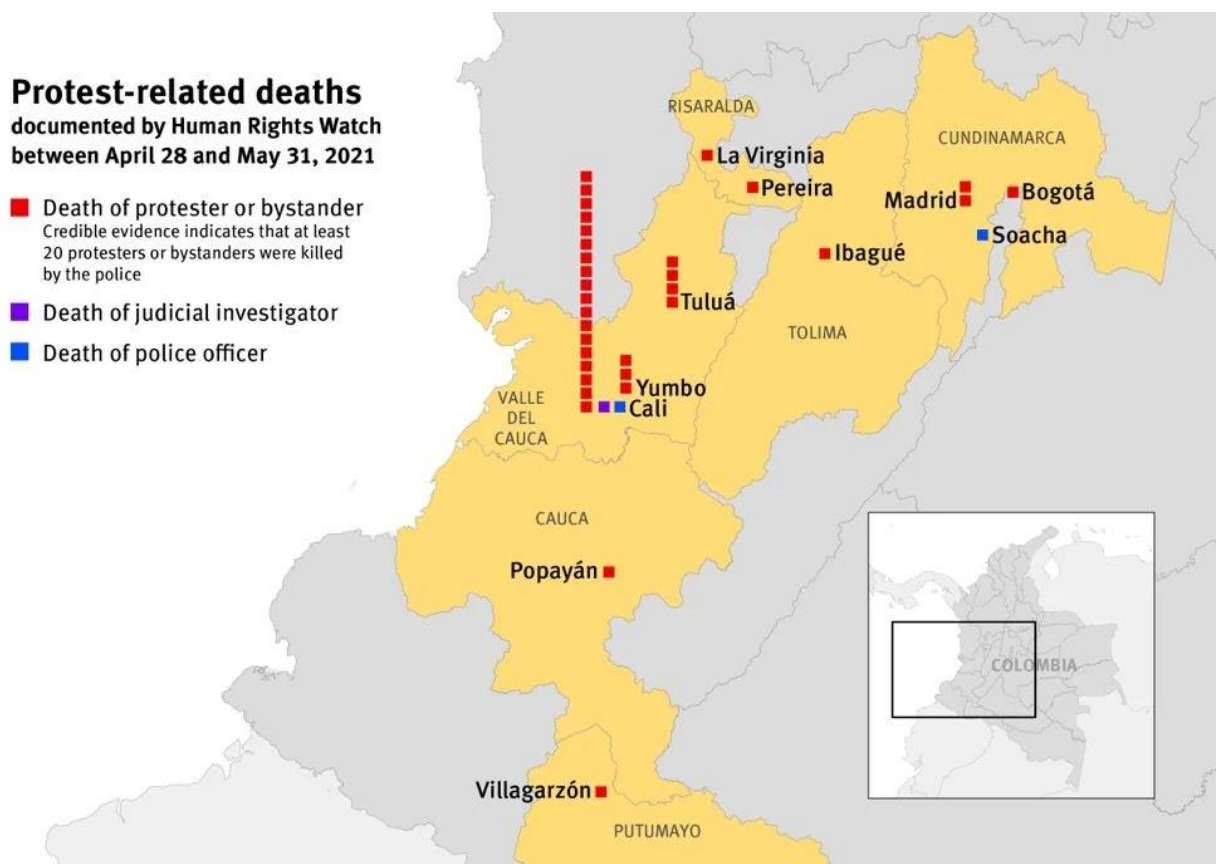 Protest-related deaths
documented by Human Rights Watch
between April 28 and May 31, 2021
Death of protester or bystander
Credible evidence indicates that at least
20 protesters or bystanders were killed
by the police
Death of judicial investigator
Death of police officer
RISARALDA
La Virginia
Pereira
CUNDINAMARCA
Madrid
Bogotá
Soacha
Ibagué
Tuluá
TOLIMA
Yumbo
Cali
VALLE
DEL
CAUCA
CAUCA
Popayán
Villagarzón
PUTUMAYO
COLOMBIA